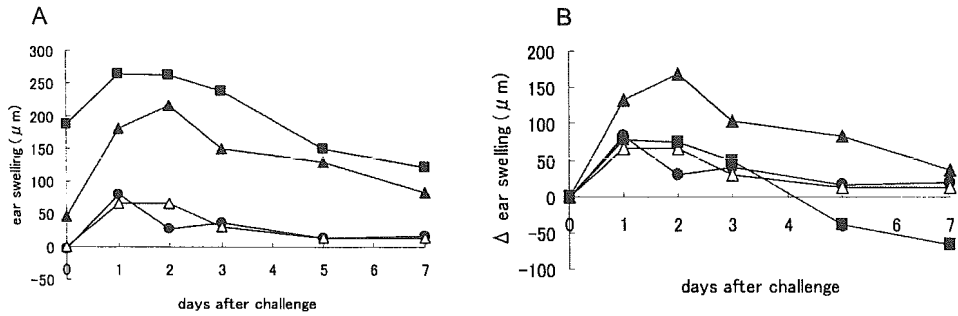 A
300
250
200
150
100
50
0
-50
ear swelling (μm)
0 1 2 3 4 5 6 7
days after challenge
B
200
150
100
50
0
-50
-100
Δ ear swelling (μm)
0 1 2 3 4 5 6 7
days after challenge